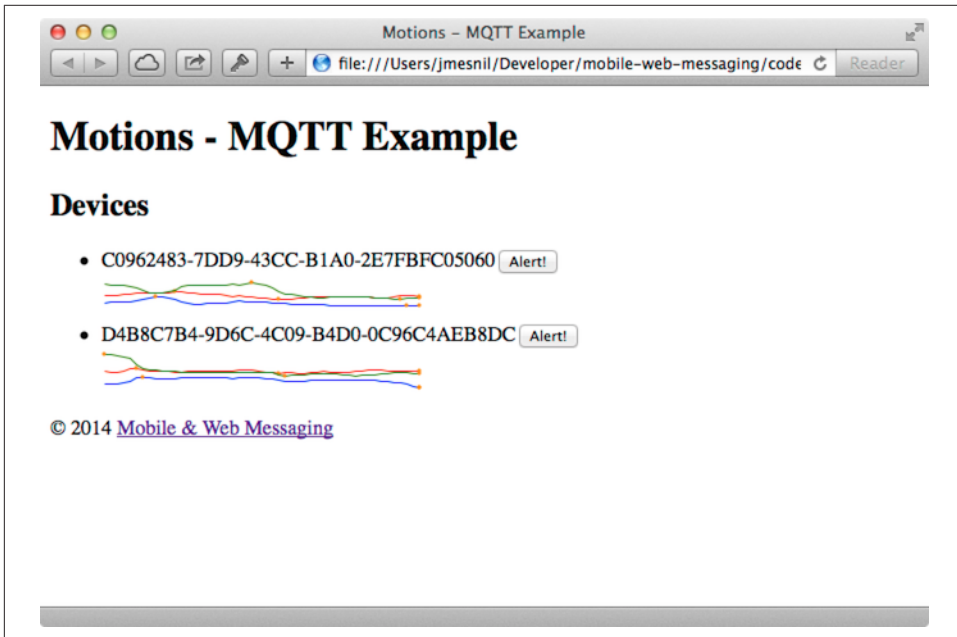 Motions - MQTT Example
file:///Users/jmesnil/Developer/mobile-web-messaging/code
Reader
Motions - MQTT Example
Devices
C0962483-7DD9-43CC-B1A0-2E7FBFC05060 Alert!
D4B8C7B4-9D6C-4C09-B4D0-0C96C4AEB8DC Alert!
© 2014 Mobile & Web Messaging